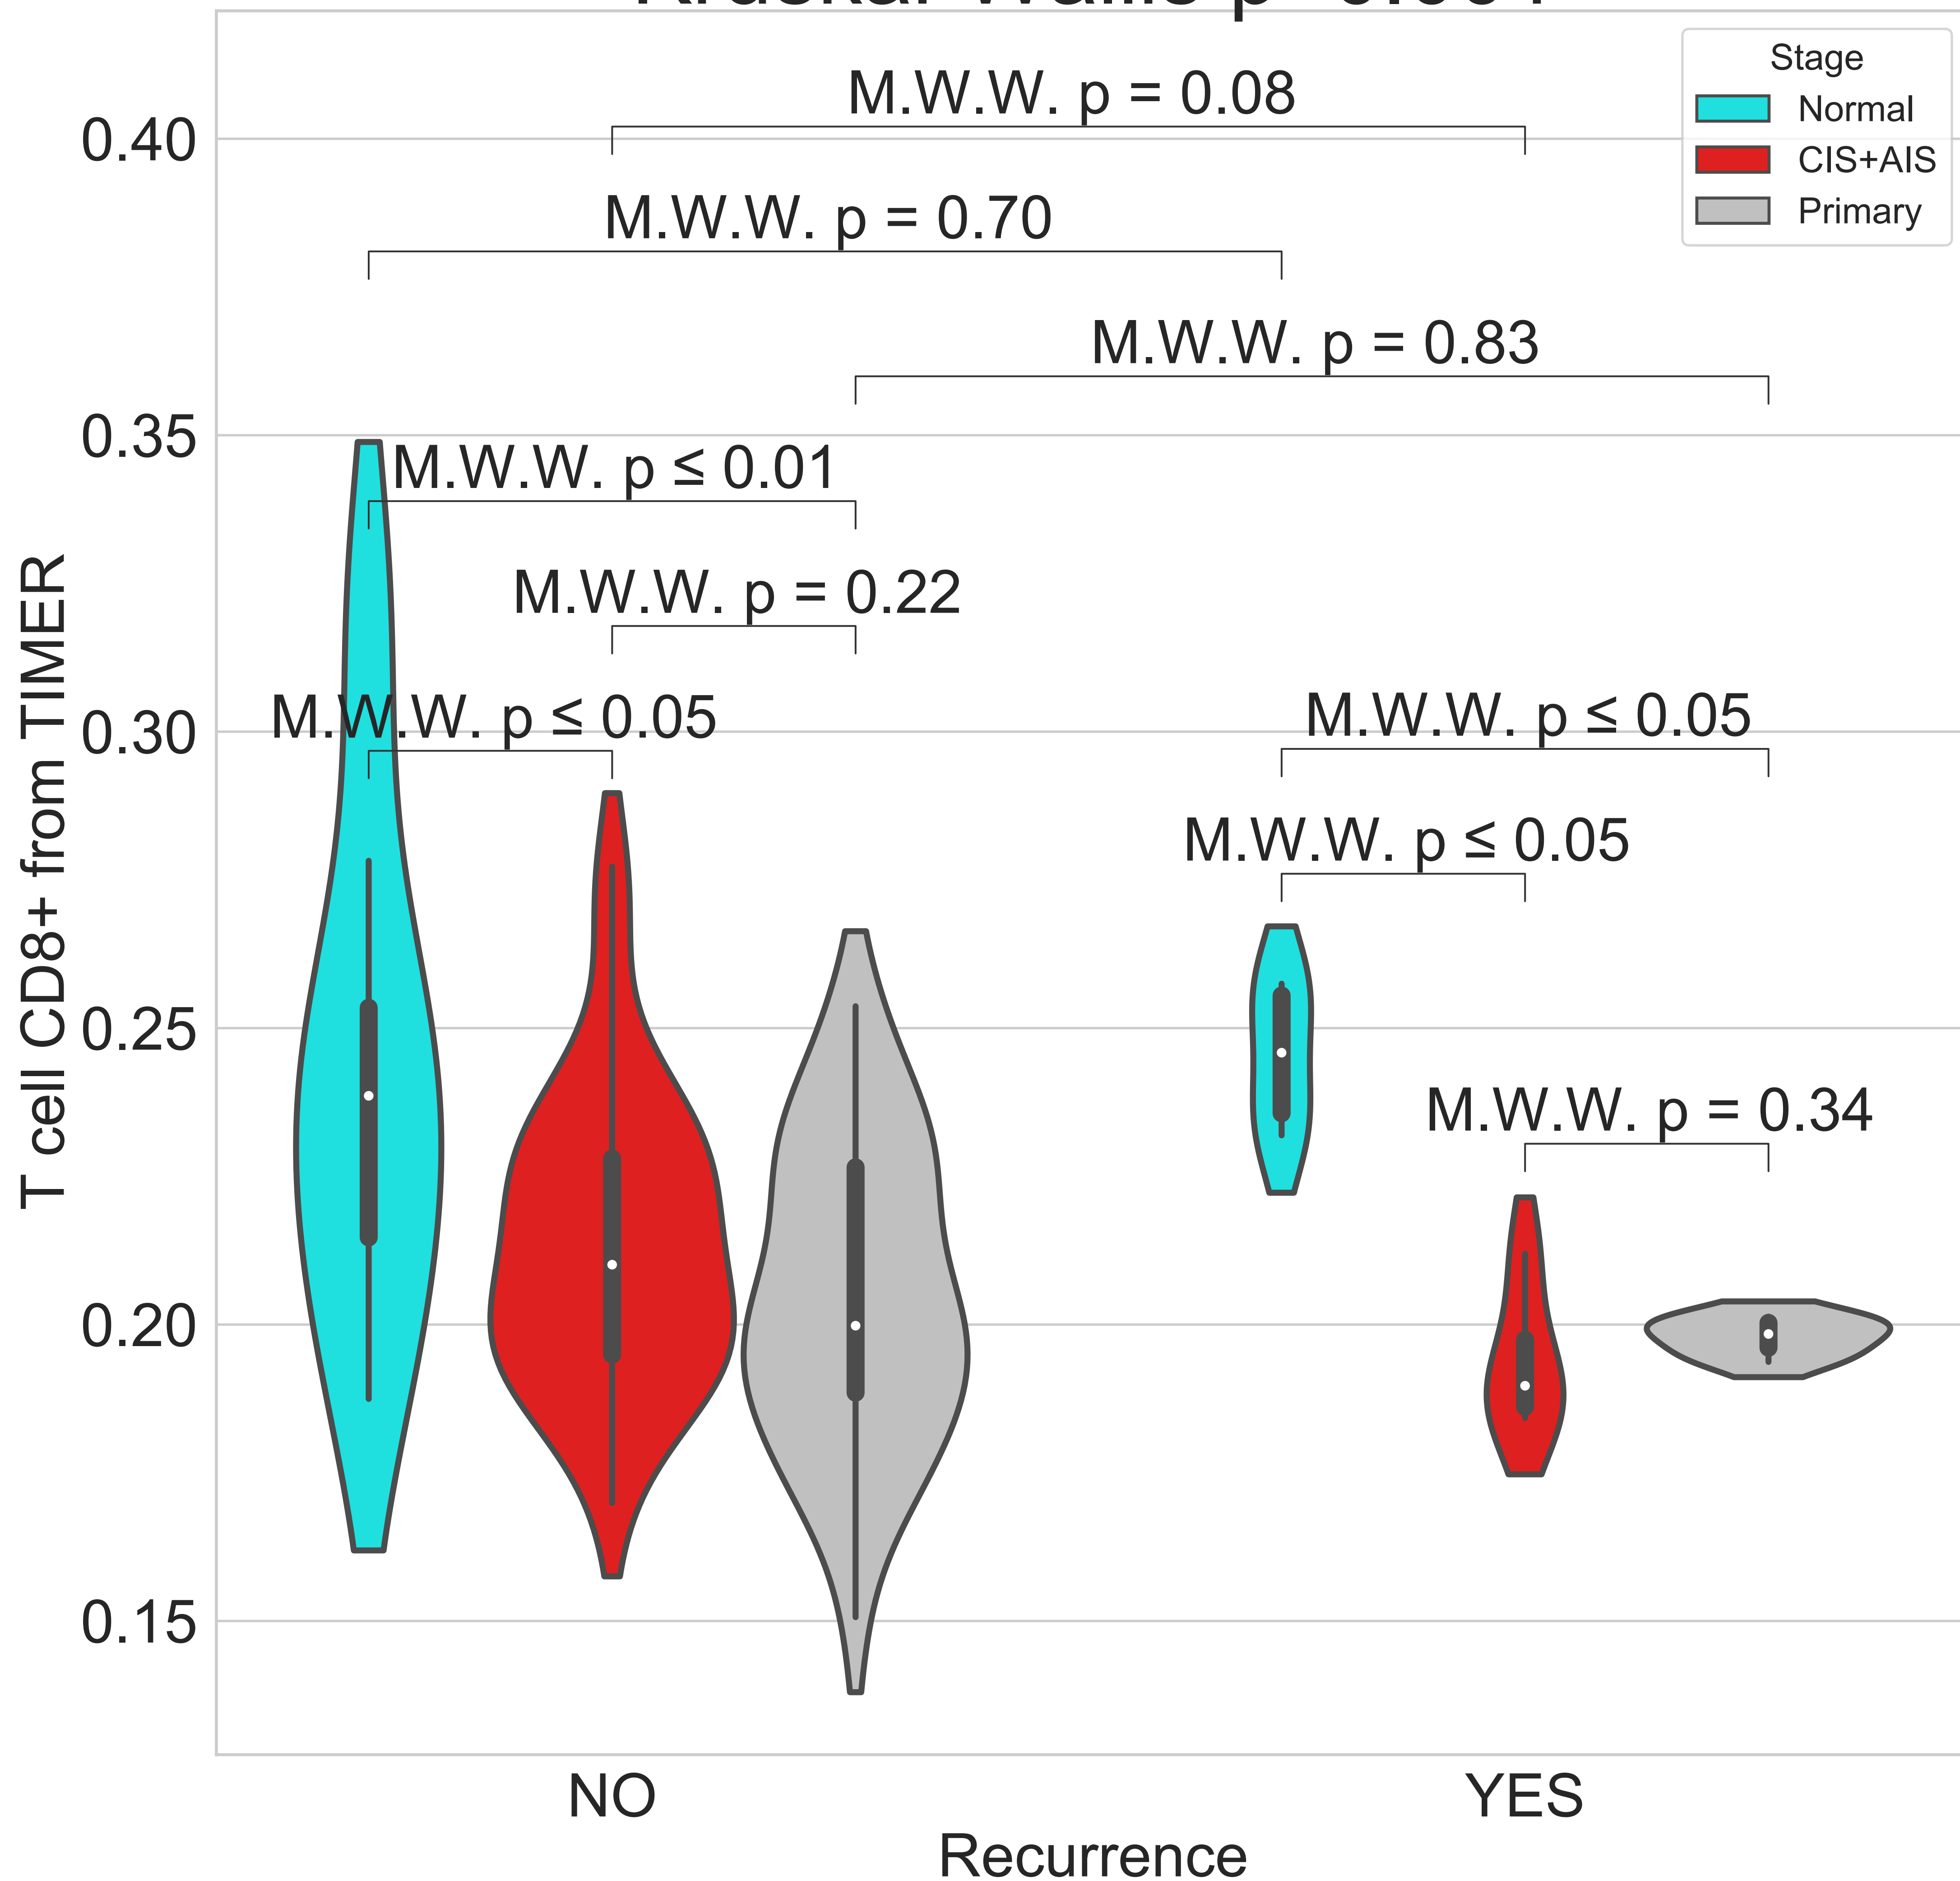 Stage
Normal
CIS+AIS
Primary
M.W.W. p = 0.08
M.W.W. p = 0.70
M.W.W. p = 0.83
M.W.W. p ≤ 0.01
M.W.W. p = 0.22
M.W.W. p ≤ 0.05
M.W.W. p ≤ 0.05
M.W.W. p ≤ 0.05
M.W.W. p = 0.34
0.40
0.35
0.30
0.25
0.20
0.15
T cell CD8+ from TIMER
NO
YES
Recurrence